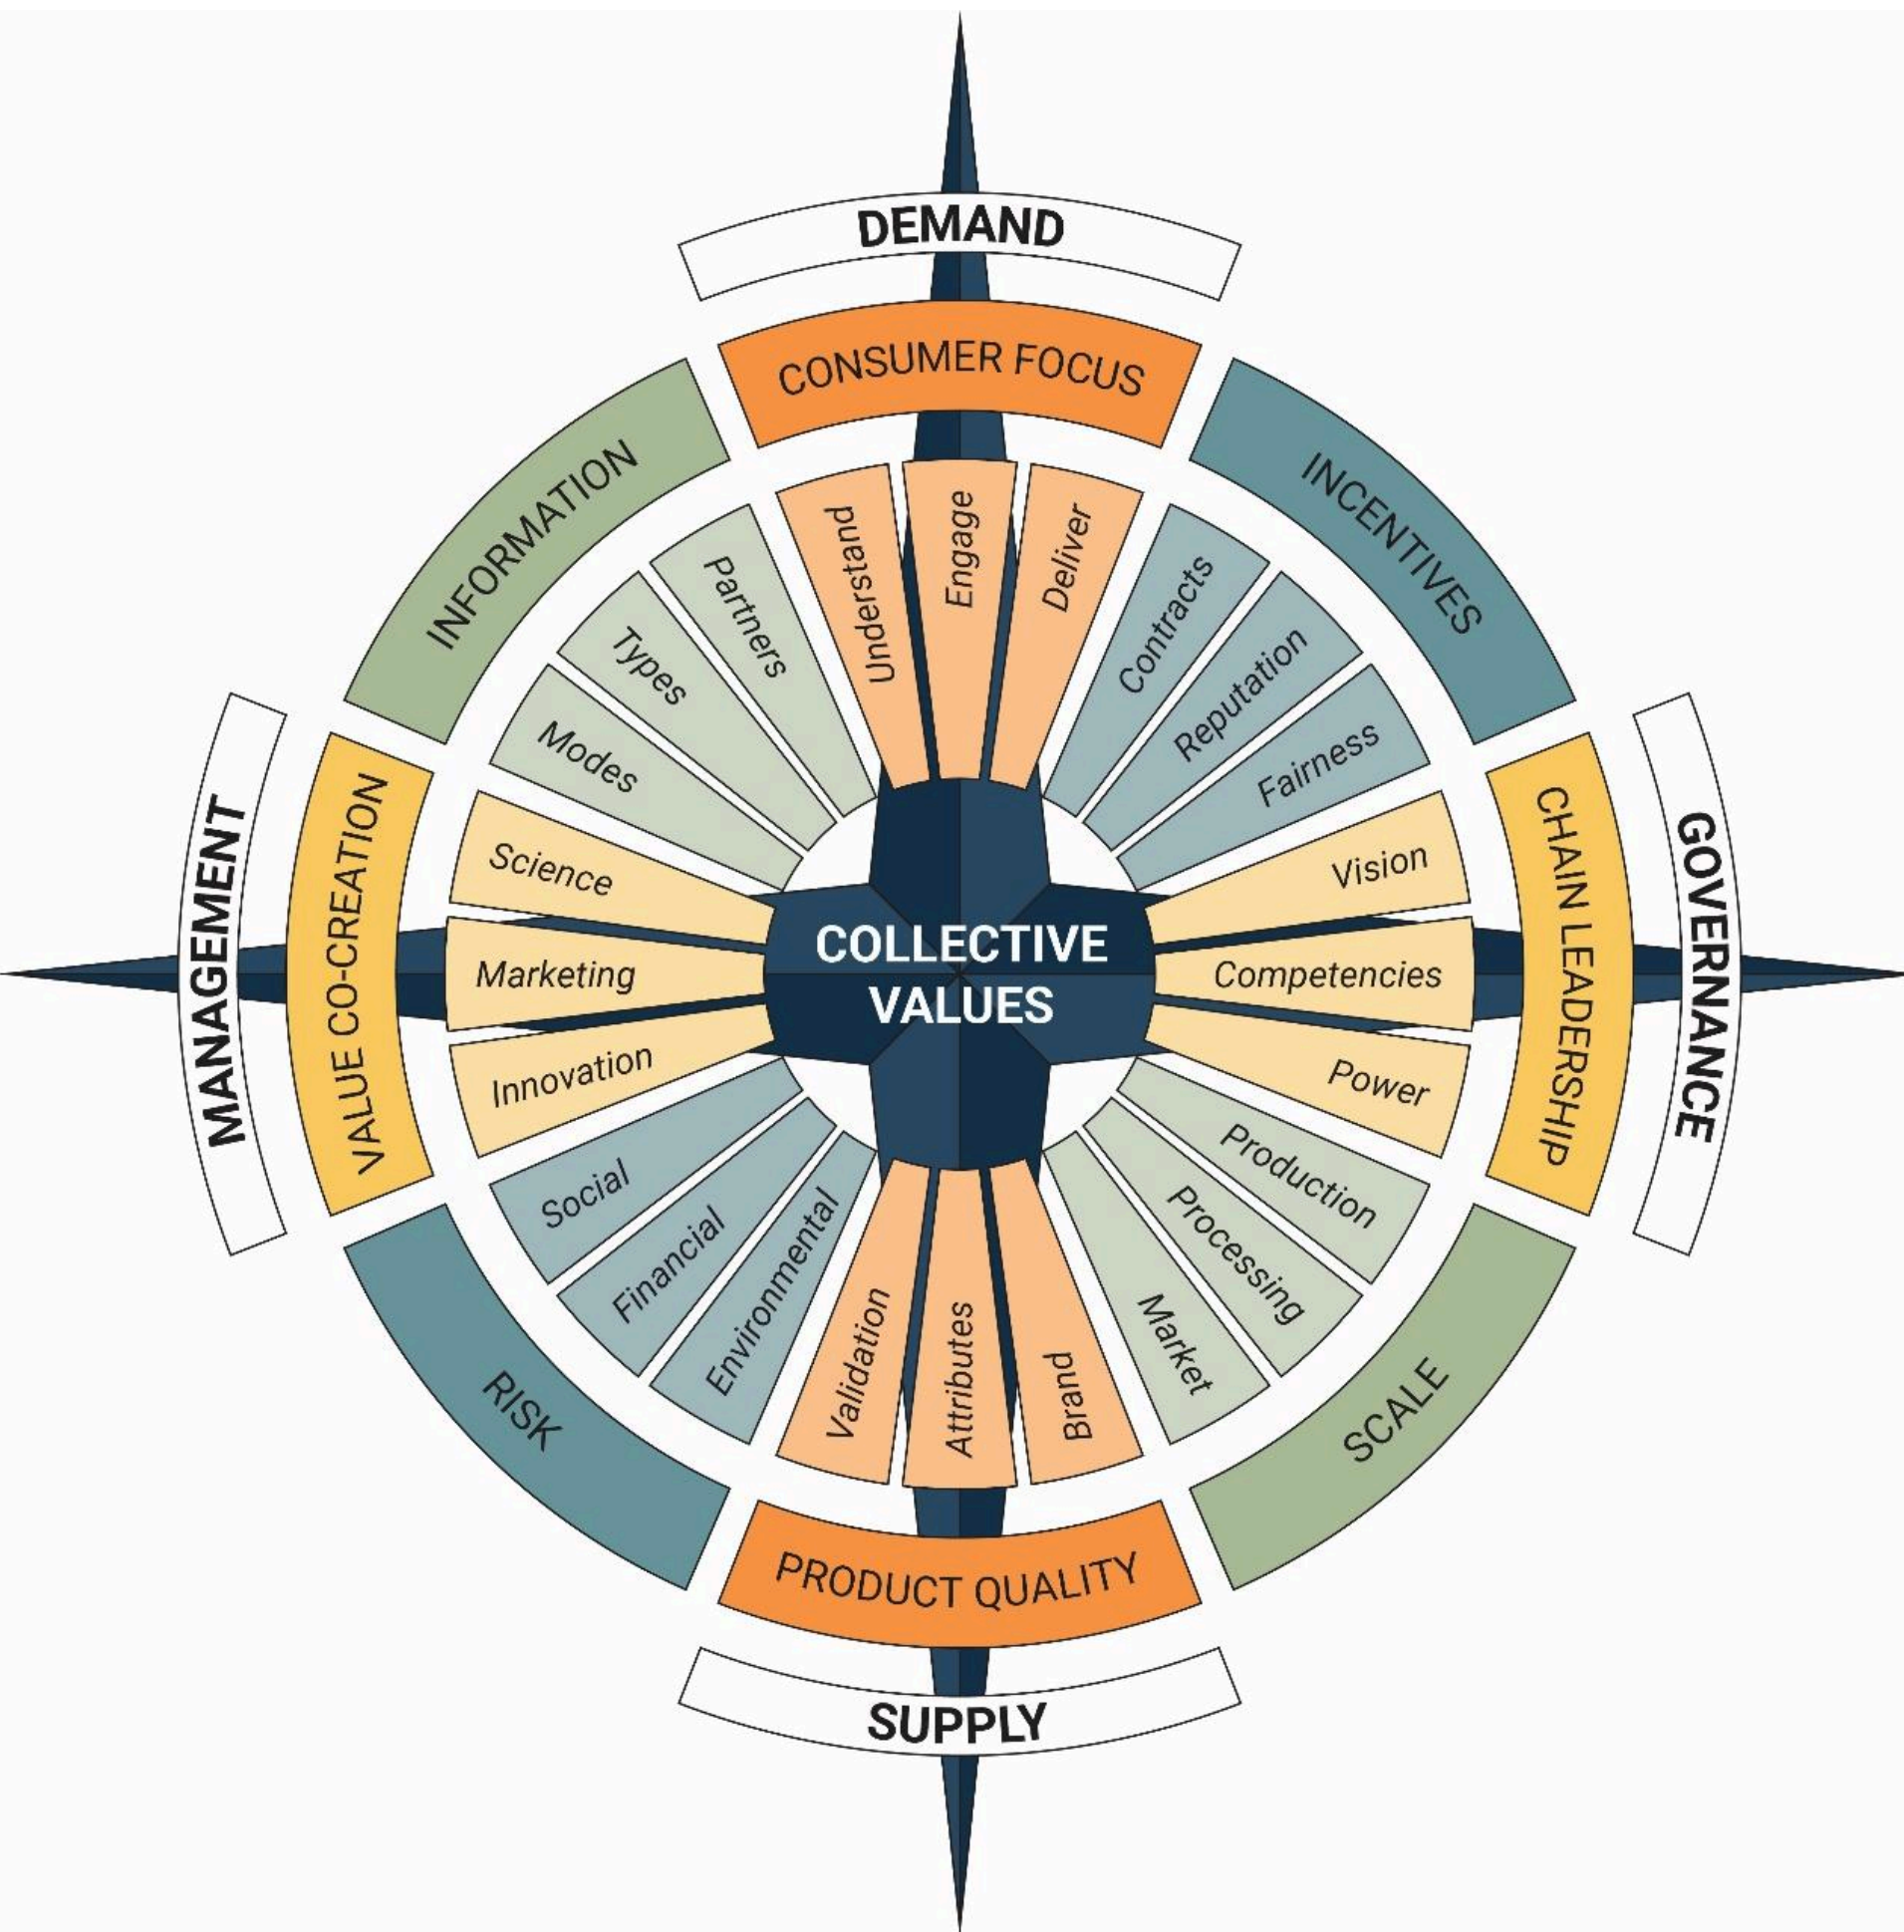 DEMAND
CONSUMER FOCUS
Understand
Engage
Deliver
INCENTIVES
Contracts
Reputation
Fairness
GOVERNANCE
CHAIN LEADERSHIP
Vision
Competencies
Power
SCALE
Production
Processing
Market
SUPPLY
PRODUCT QUALITY
Brand
Attributes
Validation
RISK
Environmental
Financial
Social
MANAGEMENT
VALUE CO-CREATION
Innovation
Marketing
Science
INFORMATION
Modes
Types
Partners
COLLECTIVE
VALUES